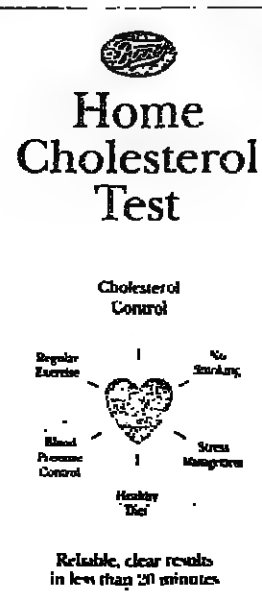 Boots
Home
Cholesterol
Test
Cholesterol
Control
Regular
Exercise
No
Smoking
Blood
Pressure
Control
Stress
Management
Healthy
Diet
Reliable, clear results
in less than 20 minutes